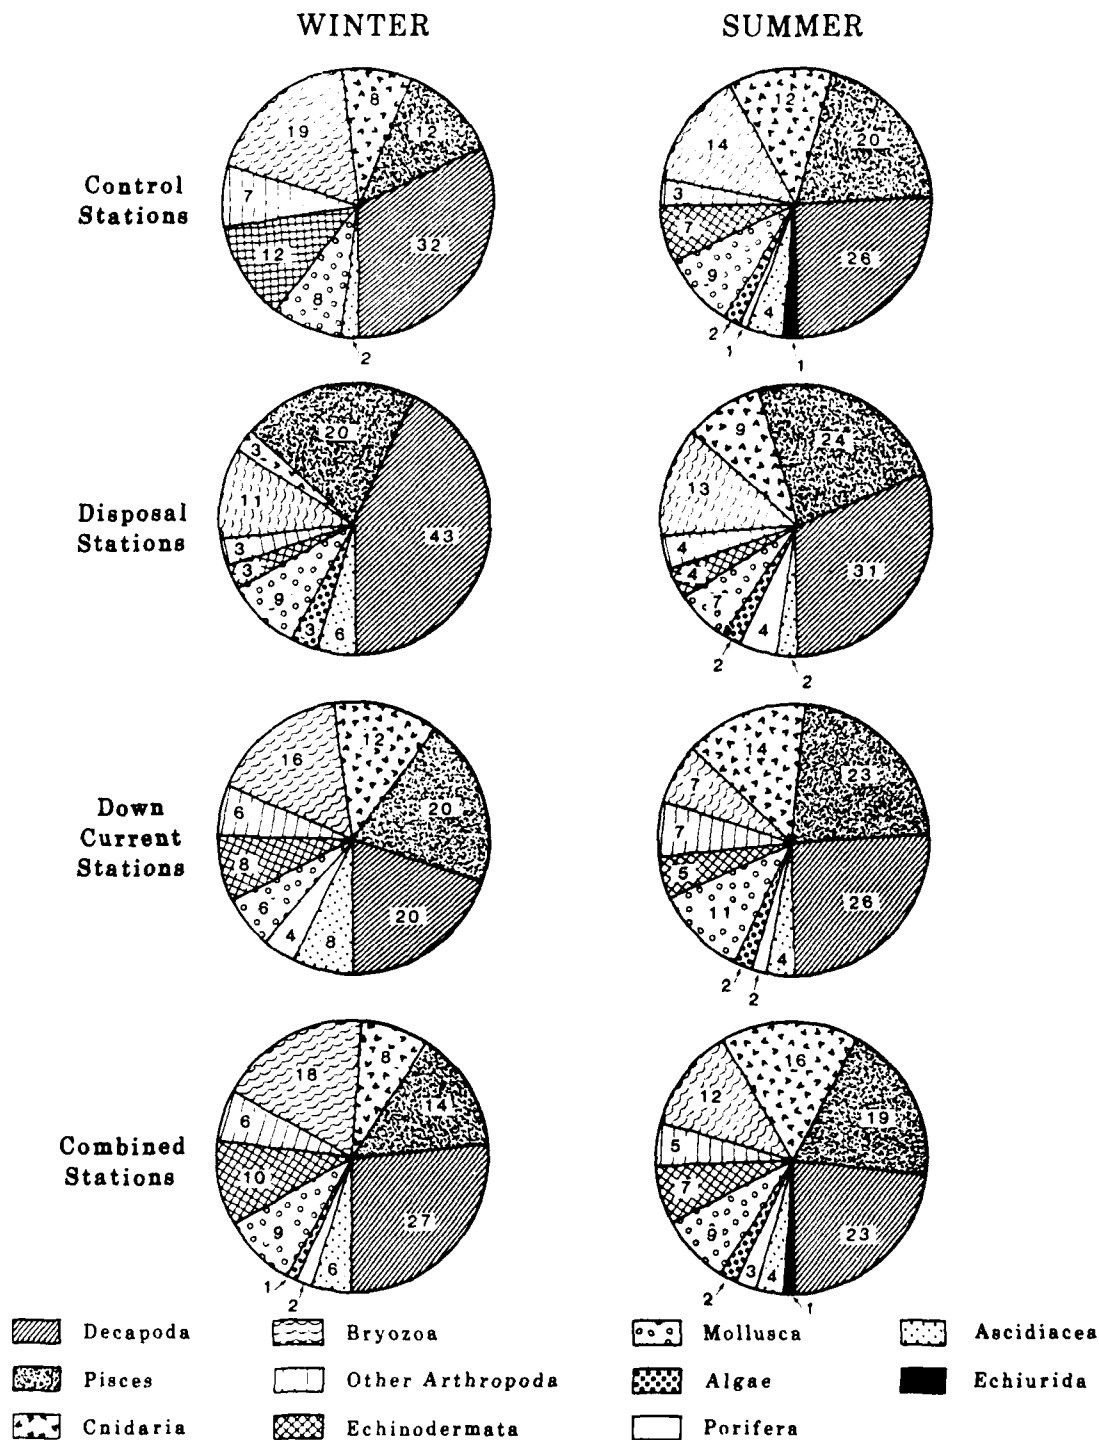 WINTER SUMMER
8 12
19 12
14 20
Control
Stations
7 3
32 7 26
12 9
8 4
2 2 1 1
20 9 24
3
11 13
Disposal
Stations
43
3 4
3 4 31
9 7
3 6 4
2 2
12 14
16 23
20 7
Down
Current
Stations
6 7
8 5
20 26
6 11
4 8 4
2 2
8 16
18 12
14 19
Combined
Stations
6 5
10 7
27 23
9 9
6 3 4
1 2 2 1
Decapoda Bryozoa Mollusca Ascidiacea
Pisces Other Arthropoda Algae Echiurida
Cnidaria Echinodermata Porifera